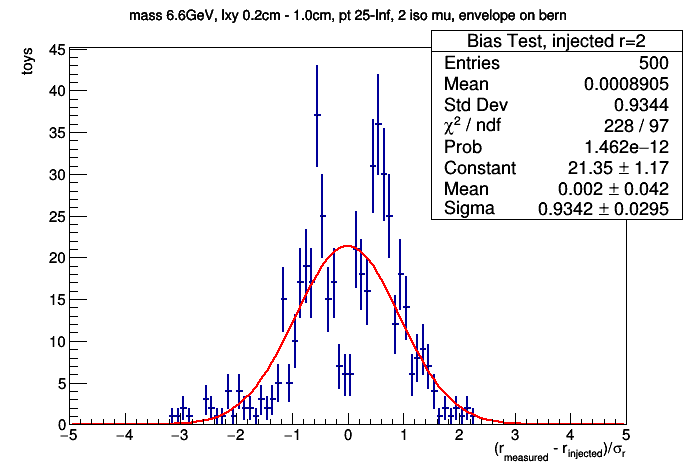 mass 6.6GeV, lxy 0.2cm - 1.0cm, pt 25-Inf, 2 iso mu, envelope on bern
toys
Bias Test, injected r=2
Entries 500
Mean 0.0008905
Std Dev 0.9344
χ² / ndf 228 / 97
Prob 1.462e−12
Constant 21.35 ± 1.17
Mean 0.002 ± 0.042
Sigma 0.9342 ± 0.0295
45
40
35
30
25
20
15
10
5
0
−5 −4 −3 −2 −1 0 1 2 3 4 5
(r_measured - r_injected)/σ_r